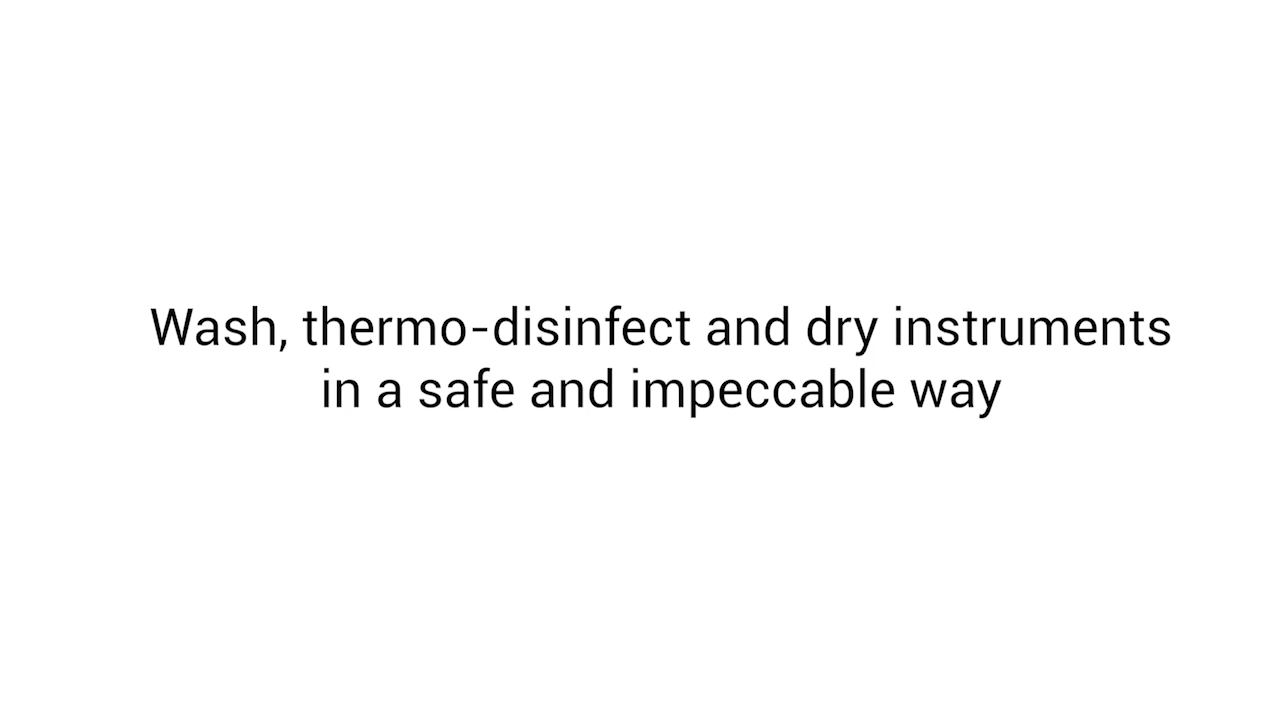 Wash, thermo-disinfect and dry instruments
in a safe and impeccable way